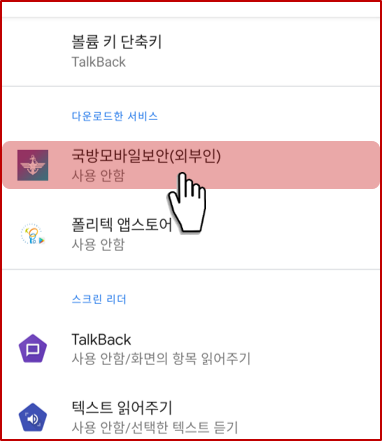 볼륨 키 단축키
TalkBack
다운로드한 서비스
국방모바일보안(외부인)
사용 안함
폴리텍 앱스토어
사용 안함
스크린 리더
TalkBack
사용 안함/화면의 항목 읽어주기
텍스트 읽어주기
사용 안함/선택한 텍스트 듣기